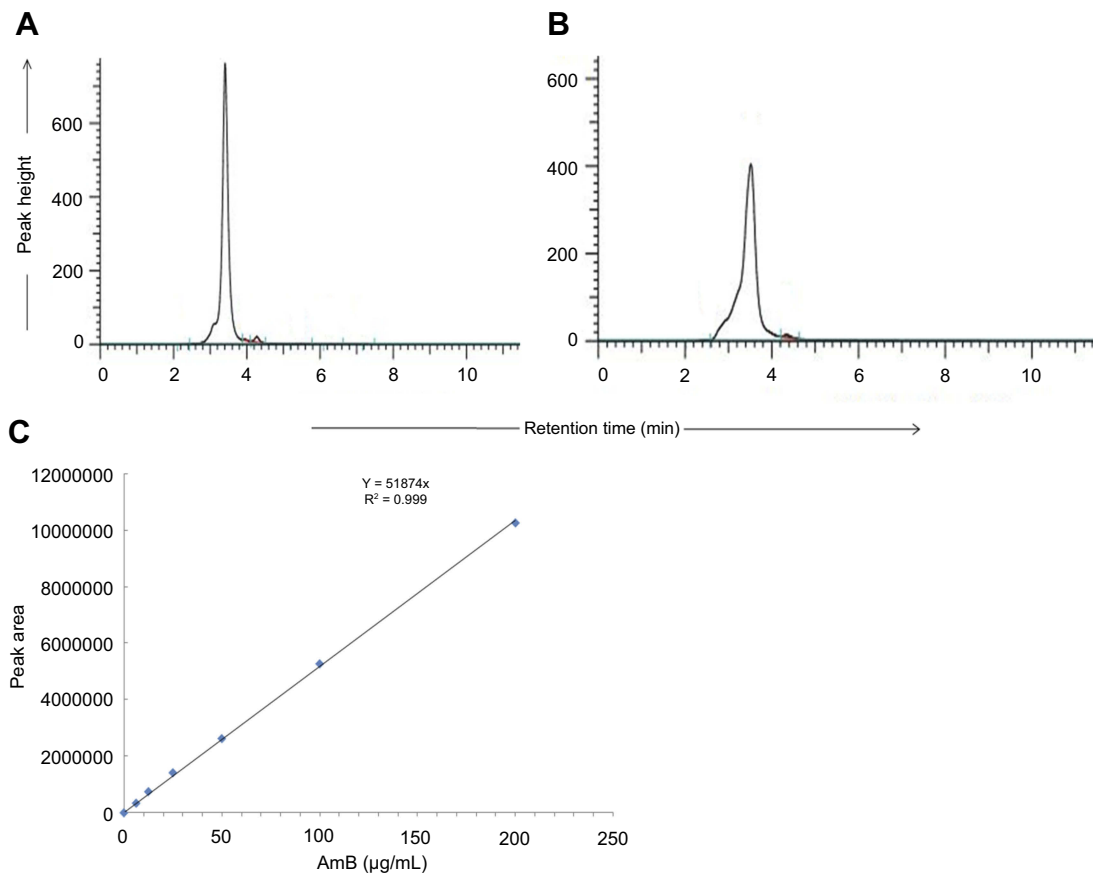 A
B
Peak height
600
400
200
0
0 2 4 6 8 10
600
400
200
0
0 2 4 6 8 10
Retention time (min)
C
Y = 51874x
R² = 0.999
Peak area
12000000
10000000
8000000
6000000
4000000
2000000
0
0 50 100 150 200 250
AmB (µg/mL)